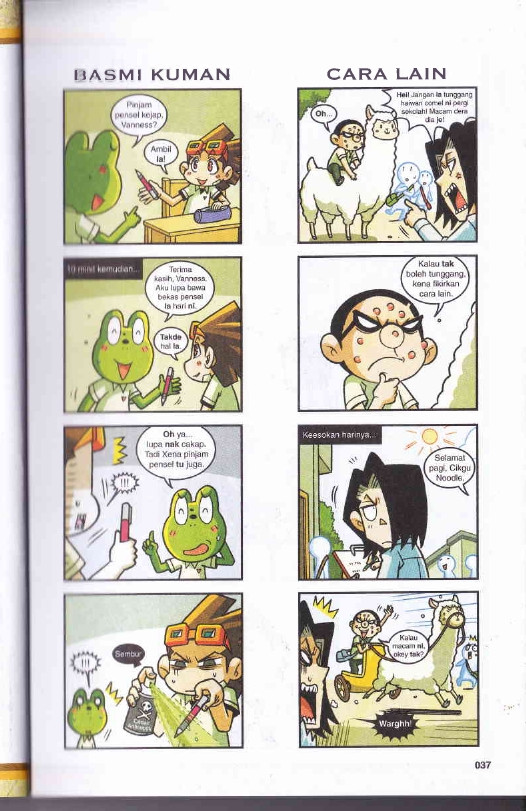 BASMI KUMAN
Pinjam
pensel kejap,
Vanness?
Ambil
la!
10 minit kemudian...
Terima
kasih, Vanness.
Aku lupa bawa
bekas pensel
la hari ni.
Takde
hal la.
Oh ya...
lupa nak cakap.
Tadi Xena pinjam
pensel tu juga.
!!!
Sembur
!!!
CARA LAIN
Hei! Jangan la tunggang
haiwan comel ni pergi
sekolah! Macam dera
dia je!
Oh...
Kalau tak
boleh tunggang,
kena fikirkan
cara lain.
Keesokan harinya...
Selamat
pagi, Cikgu
Noodle.
Kalau
macam ni,
okey tak?
Warghh!
037